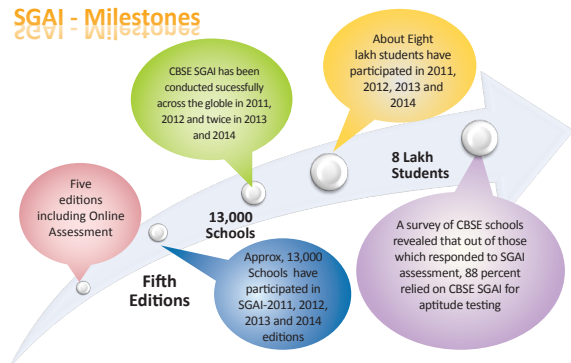 SGAI - Milestones
Five
editions
including Online
Assessment
CBSE SGAI has been
conducted sucessfully
across the globle in 2011,
2012 and twice in 2013
and 2014
About Eight
lakh students have
participated in 2011,
2012, 2013 and
2014
Fifth
Editions
13,000
Schools
8 Lakh
Students
Approx, 13,000
Schools have
participated in
SGAI-2011, 2012,
2013 and 2014
editions
A survey of CBSE schools
revealed that out of those
which responded to SGAI
assessment, 88 percent
relied on CBSE SGAI for
aptitude testing